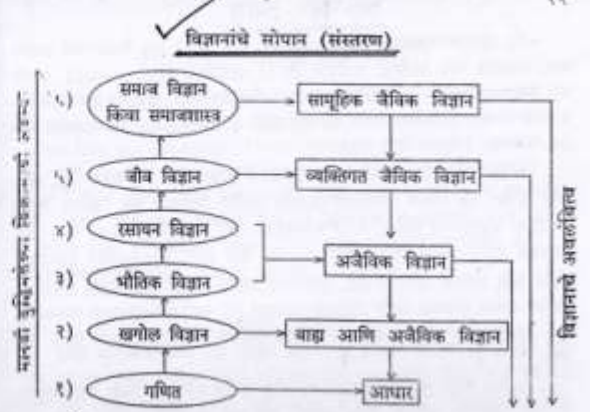 विज्ञानांचे सोपान (संस्तरण)
समाज विज्ञान
किंवा समाजशास्त्र
सामूहिक जैविक विज्ञान
५) जीव विज्ञान
व्यक्तिगत जैविक विज्ञान
४) रसायन विज्ञान
अजैविक विज्ञान
३) भौतिक विज्ञान
२) खगोल विज्ञान
बाह्य आणि अजैविक विज्ञान
१) गणित
आधार
विज्ञानांचे अवलंबित्व